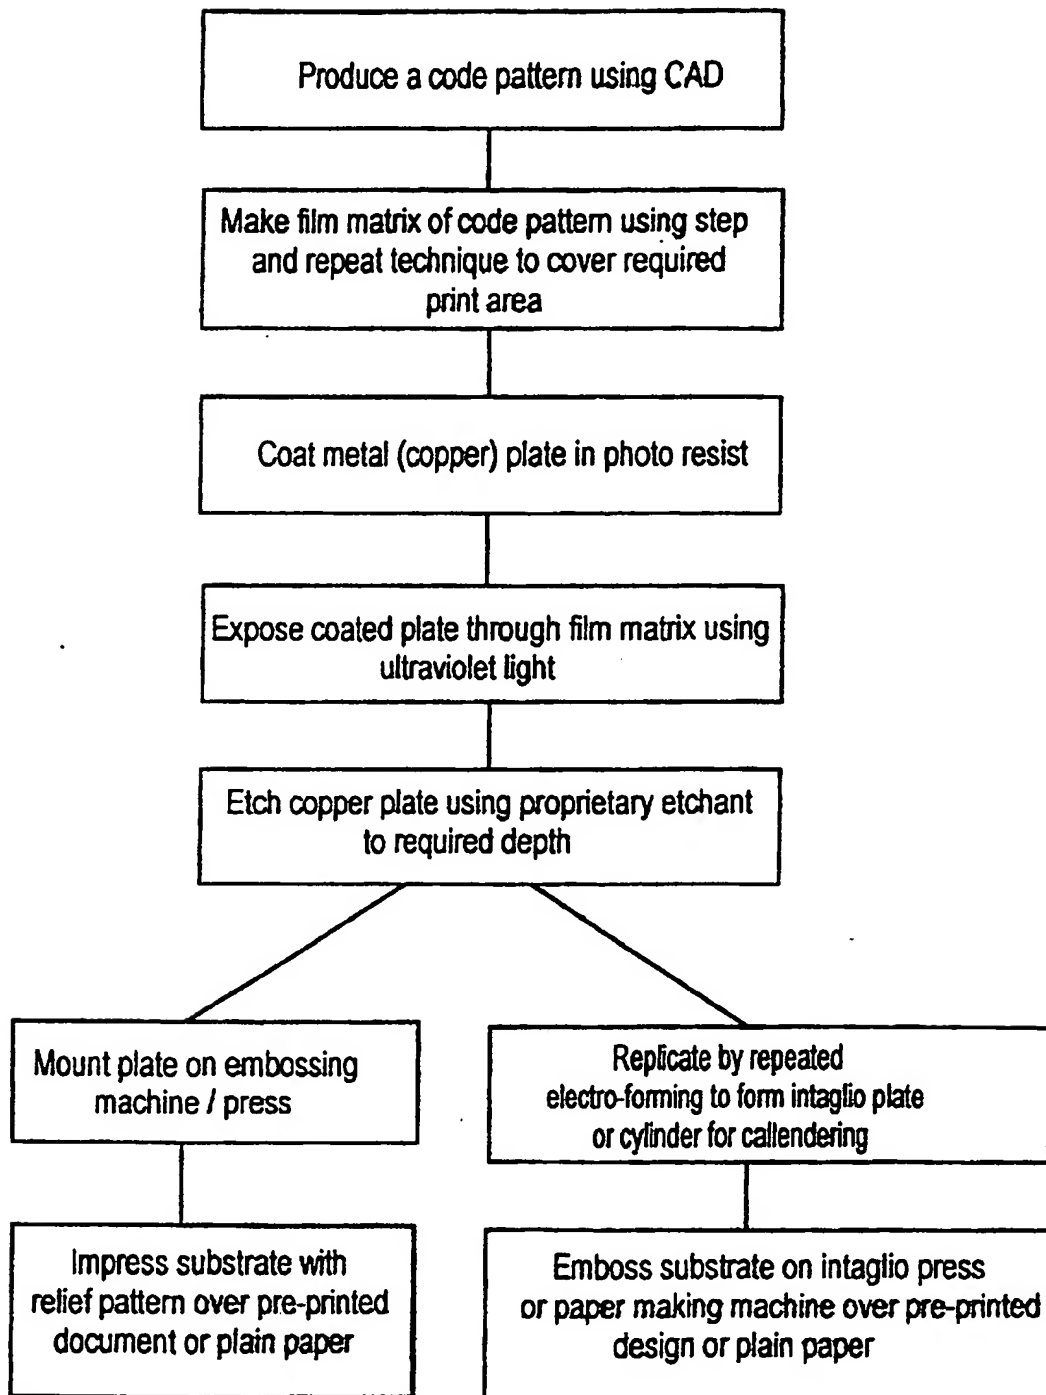 Produce a code pattern using CAD
Make film matrix of code pattern using step
and repeat technique to cover required
print area
Coat metal (copper) plate in photo resist
Expose coated plate through film matrix using
ultraviolet light
Etch copper plate using proprietary etchant
to required depth
Mount plate on embossing
machine / press
Impress substrate with
relief pattern over pre-printed
document or plain paper
Replicate by repeated
electro-forming to form intaglio plate
or cylinder for callendering
Emboss substrate on intaglio press
or paper making machine over pre-printed
design or plain paper